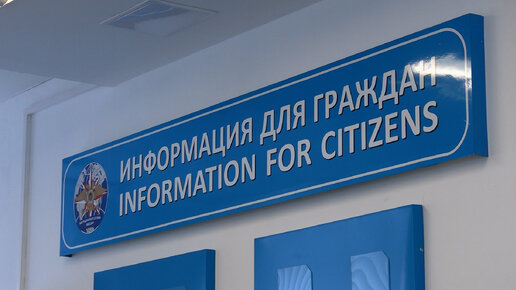 ИНФОРМАЦИЯ ДЛЯ ГРАЖДАН
INFORMATION FOR CITIZENS